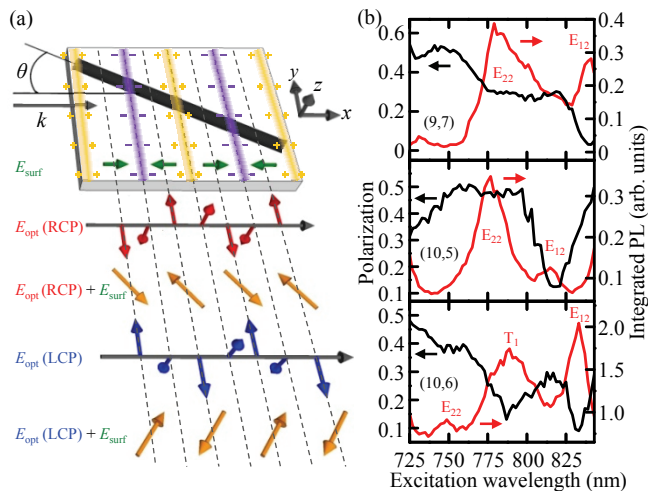 (a)
θ
k
y
z
x
E_surf
E_opt (RCP)
E_opt (RCP) + E_surf
E_opt (LCP)
E_opt (LCP) + E_surf
(b)
0.6
0.4
0.2
0
0.4
0.3
0.2
0.1
0
E_22
E_12
(9,7)
0.5
0.4
0.3
0.2
0.1
0.3
0.2
0.1
E_22
E_12
(10,5)
Polarization
Integrated PL (arb. units)
0.6
0.5
0.4
0.3
0.2
0.1
2.0
1.5
1.0
E_22
T_1
E_12
(10,6)
725 750 775 800 825
Excitation wavelength (nm)